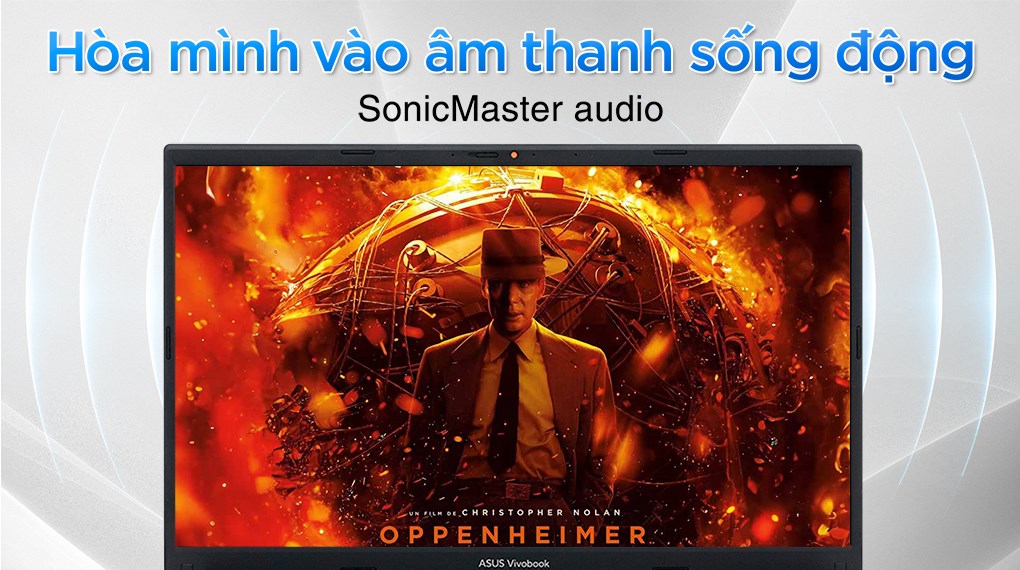 Hòa mình vào âm thanh sống động
SonicMaster audio
UN FILM DE CHRISTOPHER NOLAN
OPPENHEIMER
ASUS Vivobook